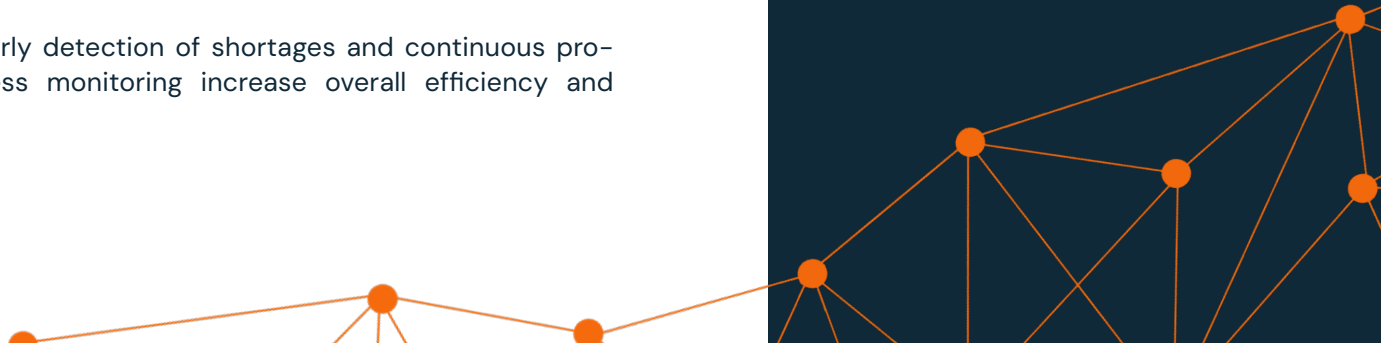 rly detection of shortages and continuous pro-
ss monitoring increase overall efficiency and